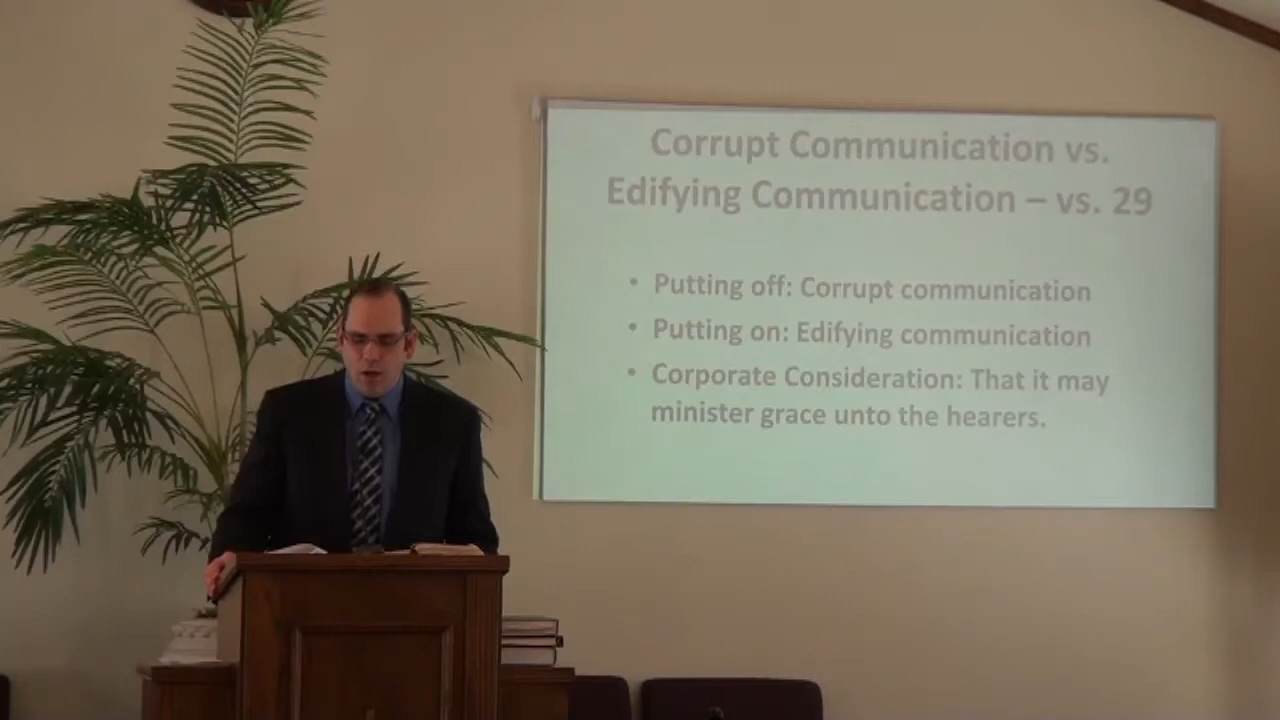 Corrupt Communication vs.
Edifying Communication – vs. 29
• Putting off: Corrupt communication
• Putting on: Edifying communication
• Corporate Consideration: That it may
minister grace unto the hearers.